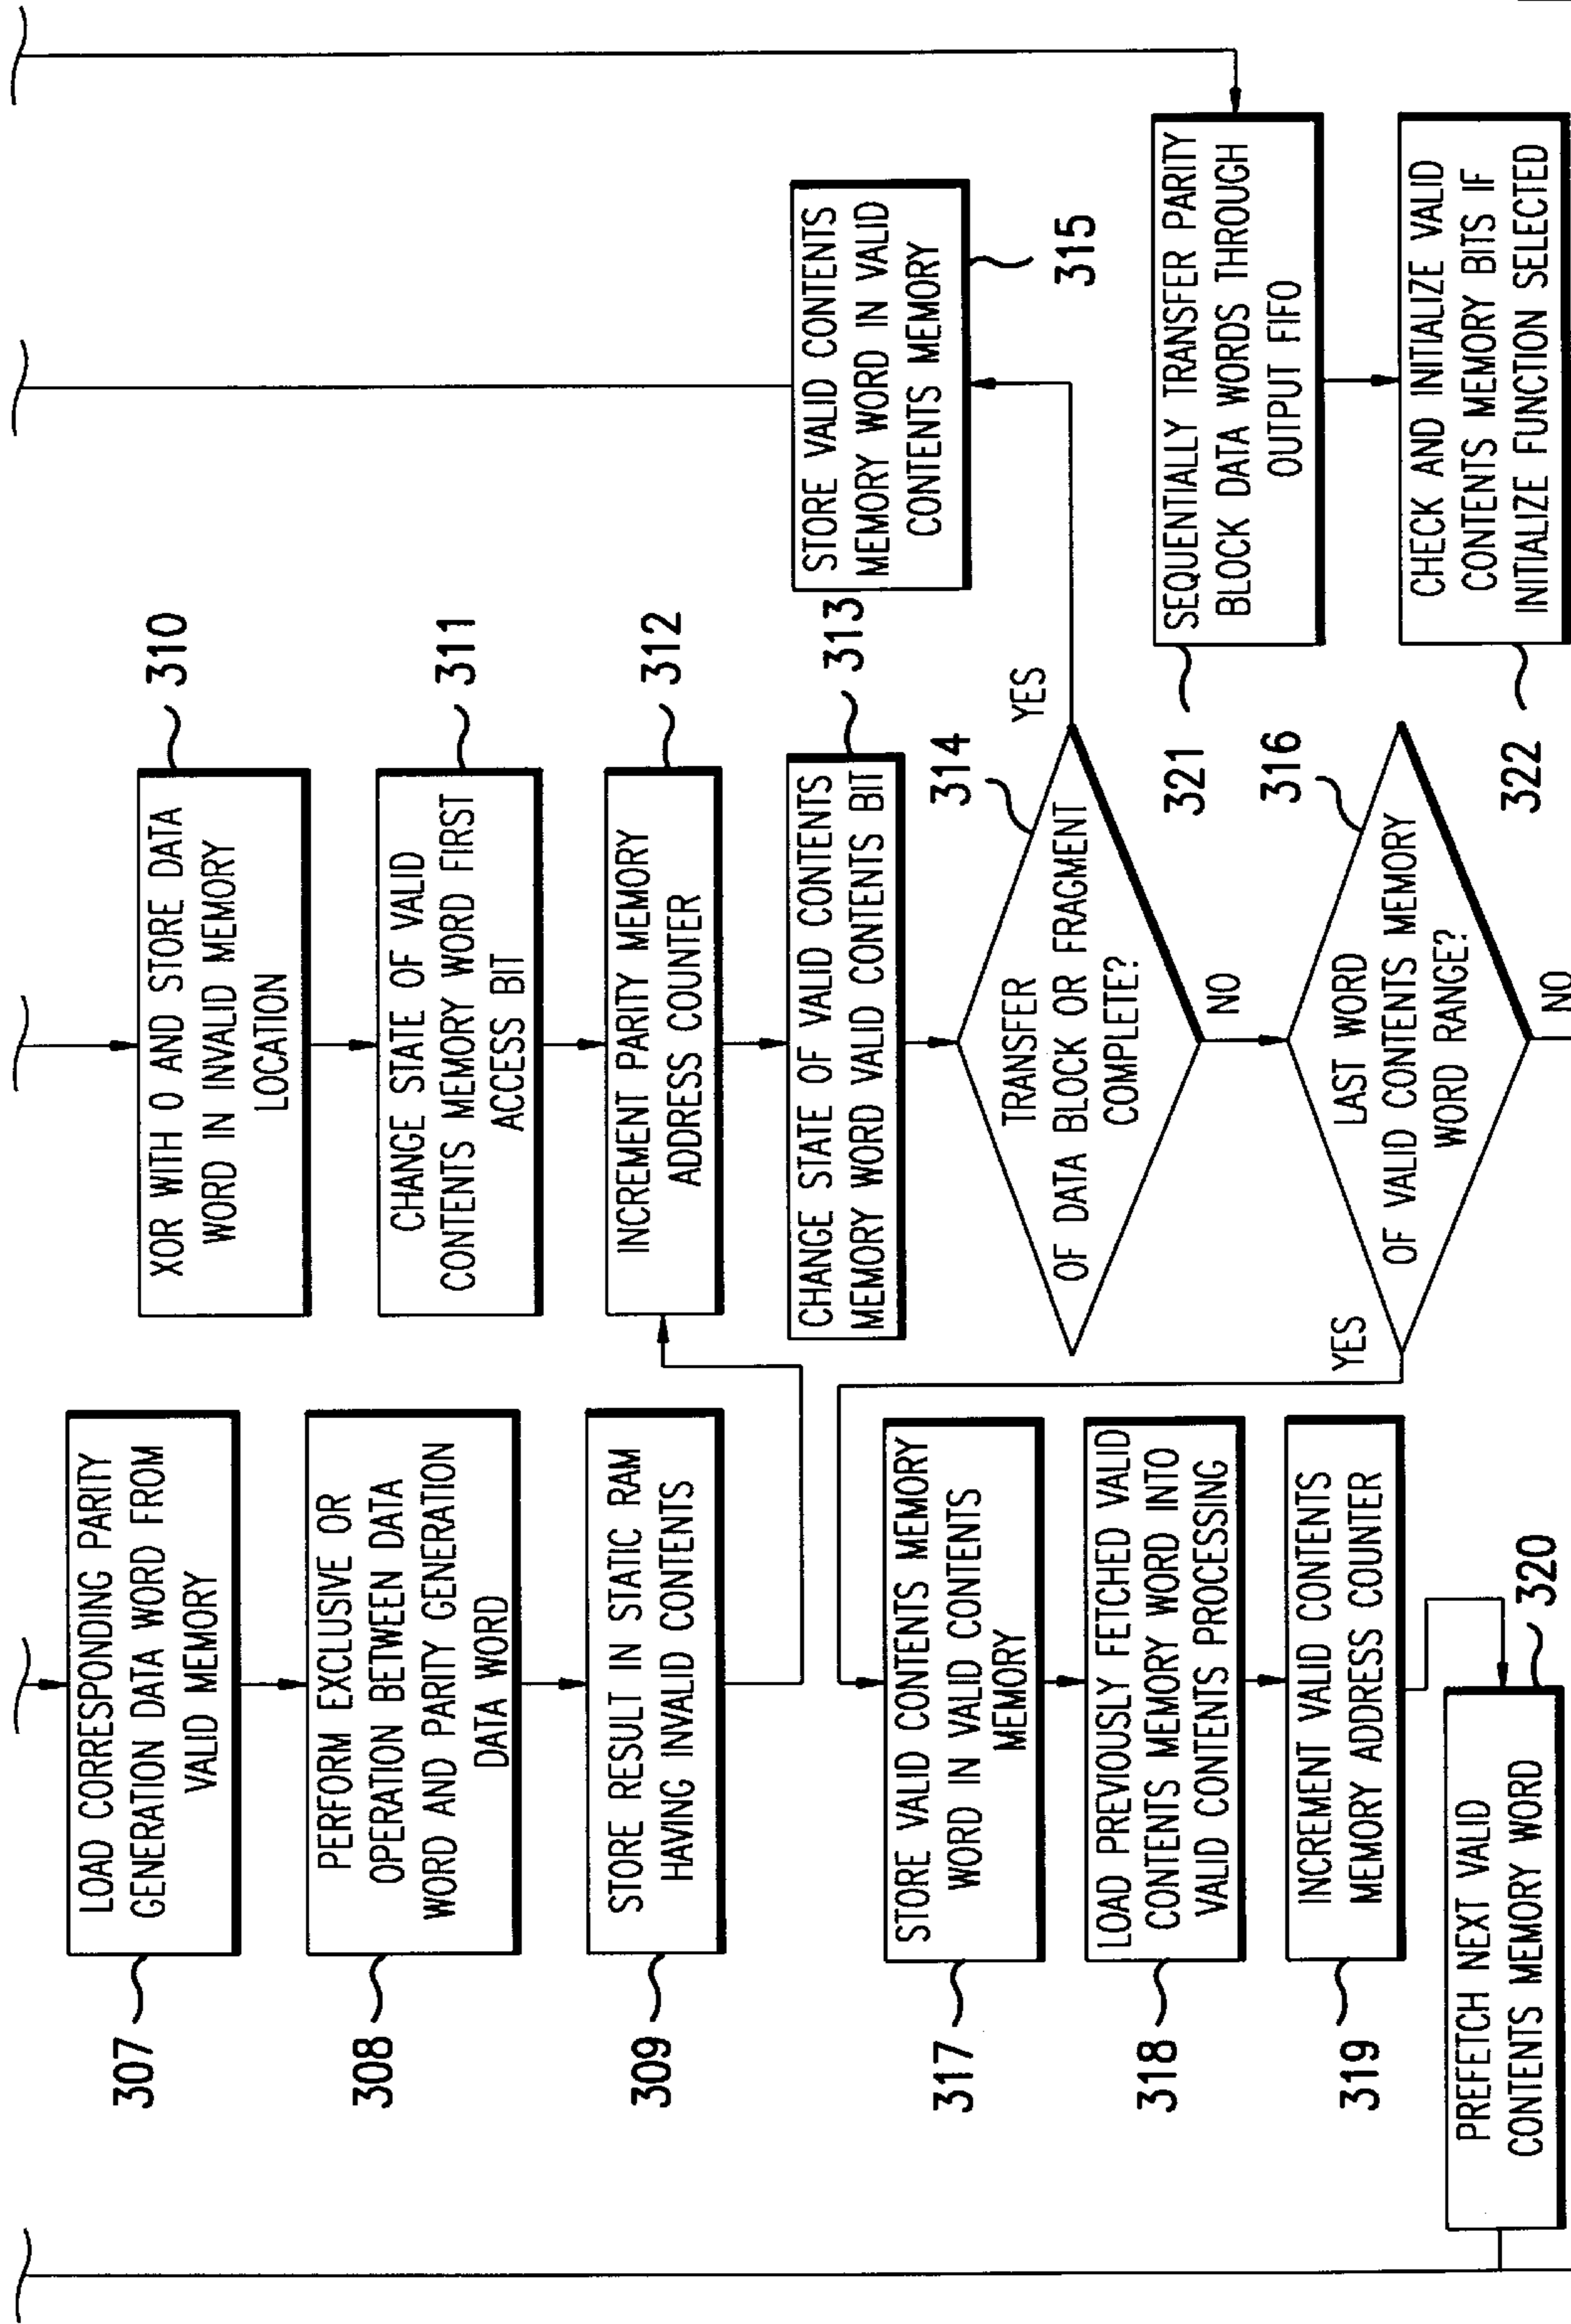 307
LOAD CORRESPONDING PARITY
GENERATION DATA WORD FROM
VALID MEMORY
308
PERFORM EXCLUSIVE OR
OPERATION BETWEEN DATA
WORD AND PARITY GENERATION
DATA WORD
309
STORE RESULT IN STATIC RAM
HAVING INVALID CONTENTS
310
XOR WITH 0 AND STORE DATA
WORD IN INVALID MEMORY
LOCATION
311
CHANGE STATE OF VALID
CONTENTS MEMORY WORD FIRST
ACCESS BIT
312
INCREMENT PARITY MEMORY
ADDRESS COUNTER
313
CHANGE STATE OF VALID CONTENTS
MEMORY WORD VALID CONTENTS BIT
314
TRANSFER
OF DATA BLOCK OR FRAGMENT
COMPLETE?
YES
NO
315
STORE VALID CONTENTS
MEMORY WORD IN VALID
CONTENTS MEMORY
316
LAST WORD
OF VALID CONTENTS MEMORY
WORD RANGE?
YES
NO
317
STORE VALID CONTENTS MEMORY
WORD IN VALID CONTENTS
MEMORY
318
LOAD PREVIOUSLY FETCHED VALID
CONTENTS MEMORY WORD INTO
VALID CONTENTS PROCESSING
319
INCREMENT VALID CONTENTS
MEMORY ADDRESS COUNTER
320
PREFETCH NEXT VALID
CONTENTS MEMORY WORD
321
SEQUENTIALLY TRANSFER PARITY
BLOCK DATA WORDS THROUGH
OUTPUT FIFO
322
CHECK AND INITIALIZE VALID
CONTENTS MEMORY BITS IF
INITIALIZE FUNCTION SELECTED